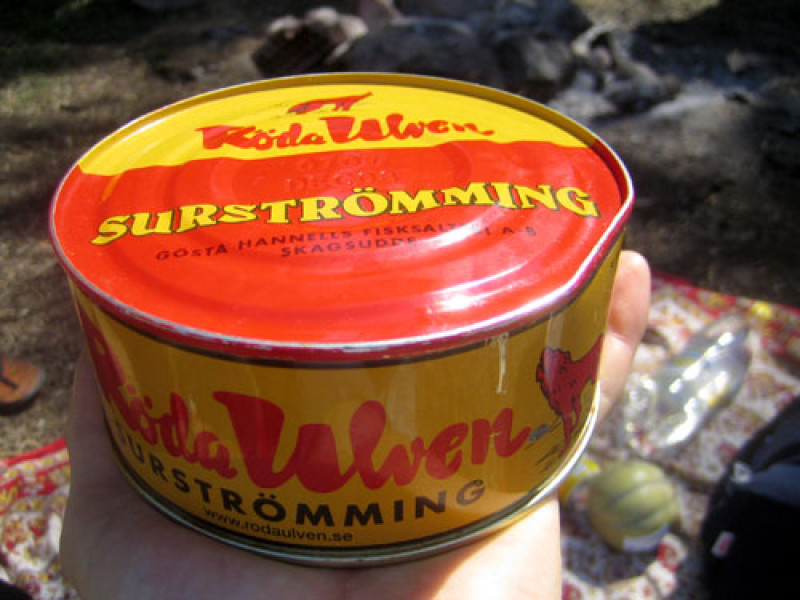 Röda Ulven
SURSTRÖMMING
GÖSTA HANNELLS FISKSALTERI A-B
SKAGSUDDE
Röda Ulven
SURSTRÖMMING
www.rodaulven.se